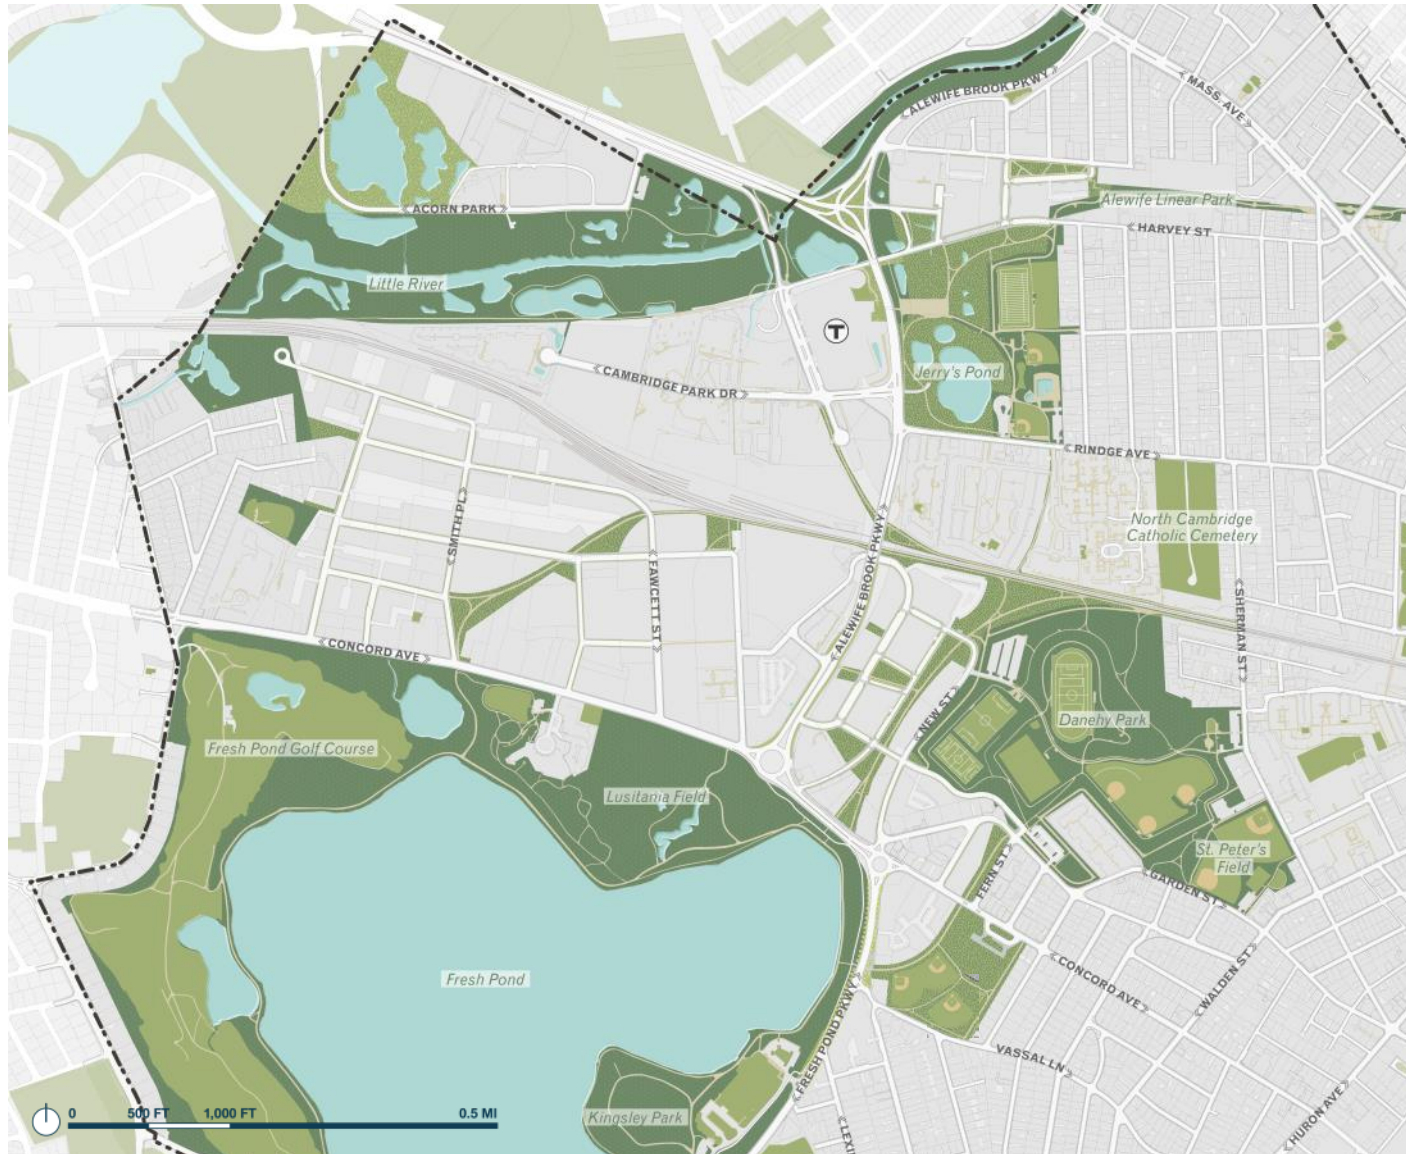 ALEWIFE BROOK PKWY
MASS. AVE
ACORN PARK
Alewife Linear Park
HARVEY ST
Little River
T
CAMBRIDGE PARK DR
Jerry's Pond
RINDGE AVE
SMITH PL
North Cambridge
Catholic Cemetery
FAWCETT ST
ALEWIFE BROOK PKWY
SHERMAN ST
CONCORD AVE
NEW ST
Danehy Park
Fresh Pond Golf Course
Lusitania Field
St. Peter's
Field
FERN ST
GARDEN ST
Fresh Pond
CONCORD AVE
WALDEN ST
FRESH POND PKWY
VASSAL LN
0 500 FT 1,000 FT 0.5 MI
Kingsley Park
LEXI
HURON AVE